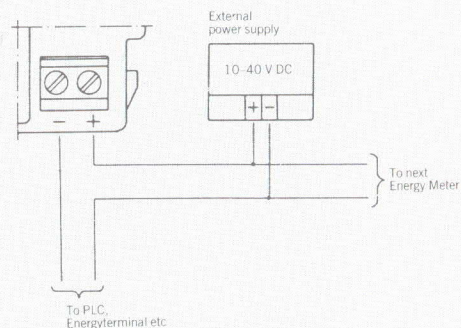 External
power supply
10-40 V DC
+ -
- +
To next
Energy Meter
To PLC,
Energyterminal etc